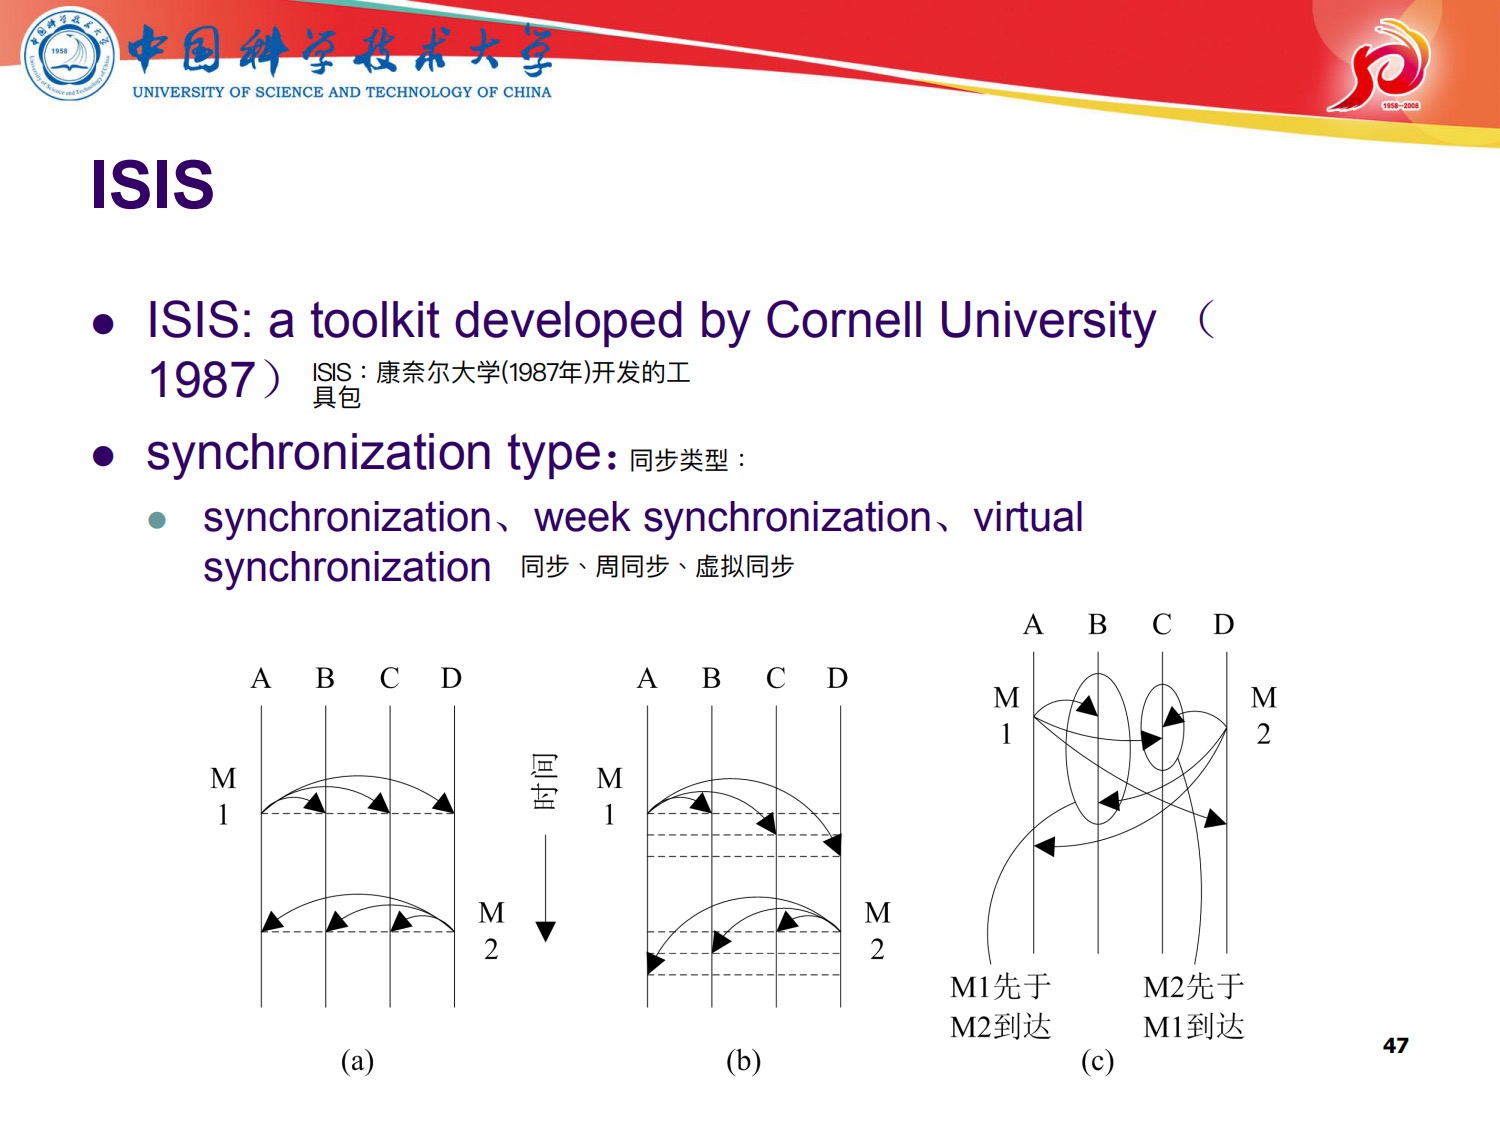 中国科学技术大学
UNIVERSITY OF SCIENCE AND TECHNOLOGY OF CHINA
1958
1958—2008
ISIS
ISIS: a toolkit developed by Cornell University （
1987）
ISIS：康奈尔大学(1987年)开发的工
具包
synchronization type：
同步类型：
synchronization、week synchronization、virtual
synchronization
同步、周同步、虚拟同步
A B C D
M
1
M
2
(a)
时间
A B C D
M
1
M
2
(b)
A B C D
M
1
M
2
M1先于
M2到达
M2先于
M1到达
(c)
47